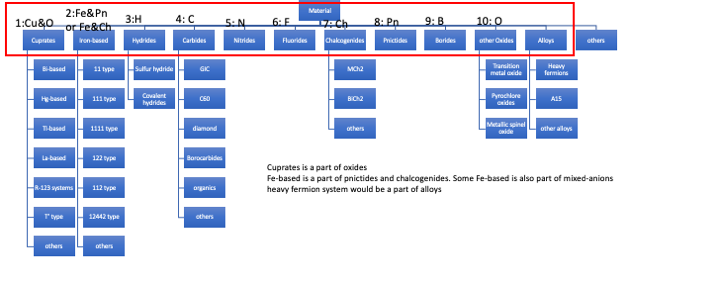 Material
1:Cu&O
2:Fe&Pn
or Fe&Ch
3:H
4: C
5: N
6: F
7: Ch
8: Pn
9: B
10: O
Cuprates
Iron-based
Hydrides
Carbides
Nitrides
Fluorides
Chalcogenides
Pnictides
Borides
other Oxides
Alloys
others
Bi-based
Hg-based
Tl-based
La-based
R-123 systems
T' type
others
11 type
111 type
1111 type
122 type
112 type
12442 type
others
Sulfur hydride
Covalent
hydrides
GIC
C60
diamond
Borocarbides
organics
others
MCh2
BiCh2
others
Transition
metal oxide
Pyrochlore
oxides
Metallic spinel
oxide
Heavy
fermions
A15
other alloys
Cuprates is a part of oxides
Fe-based is a part of pnictides and chalcogenides. Some Fe-based is also part of mixed-anions
heavy fermion system would be a part of alloys